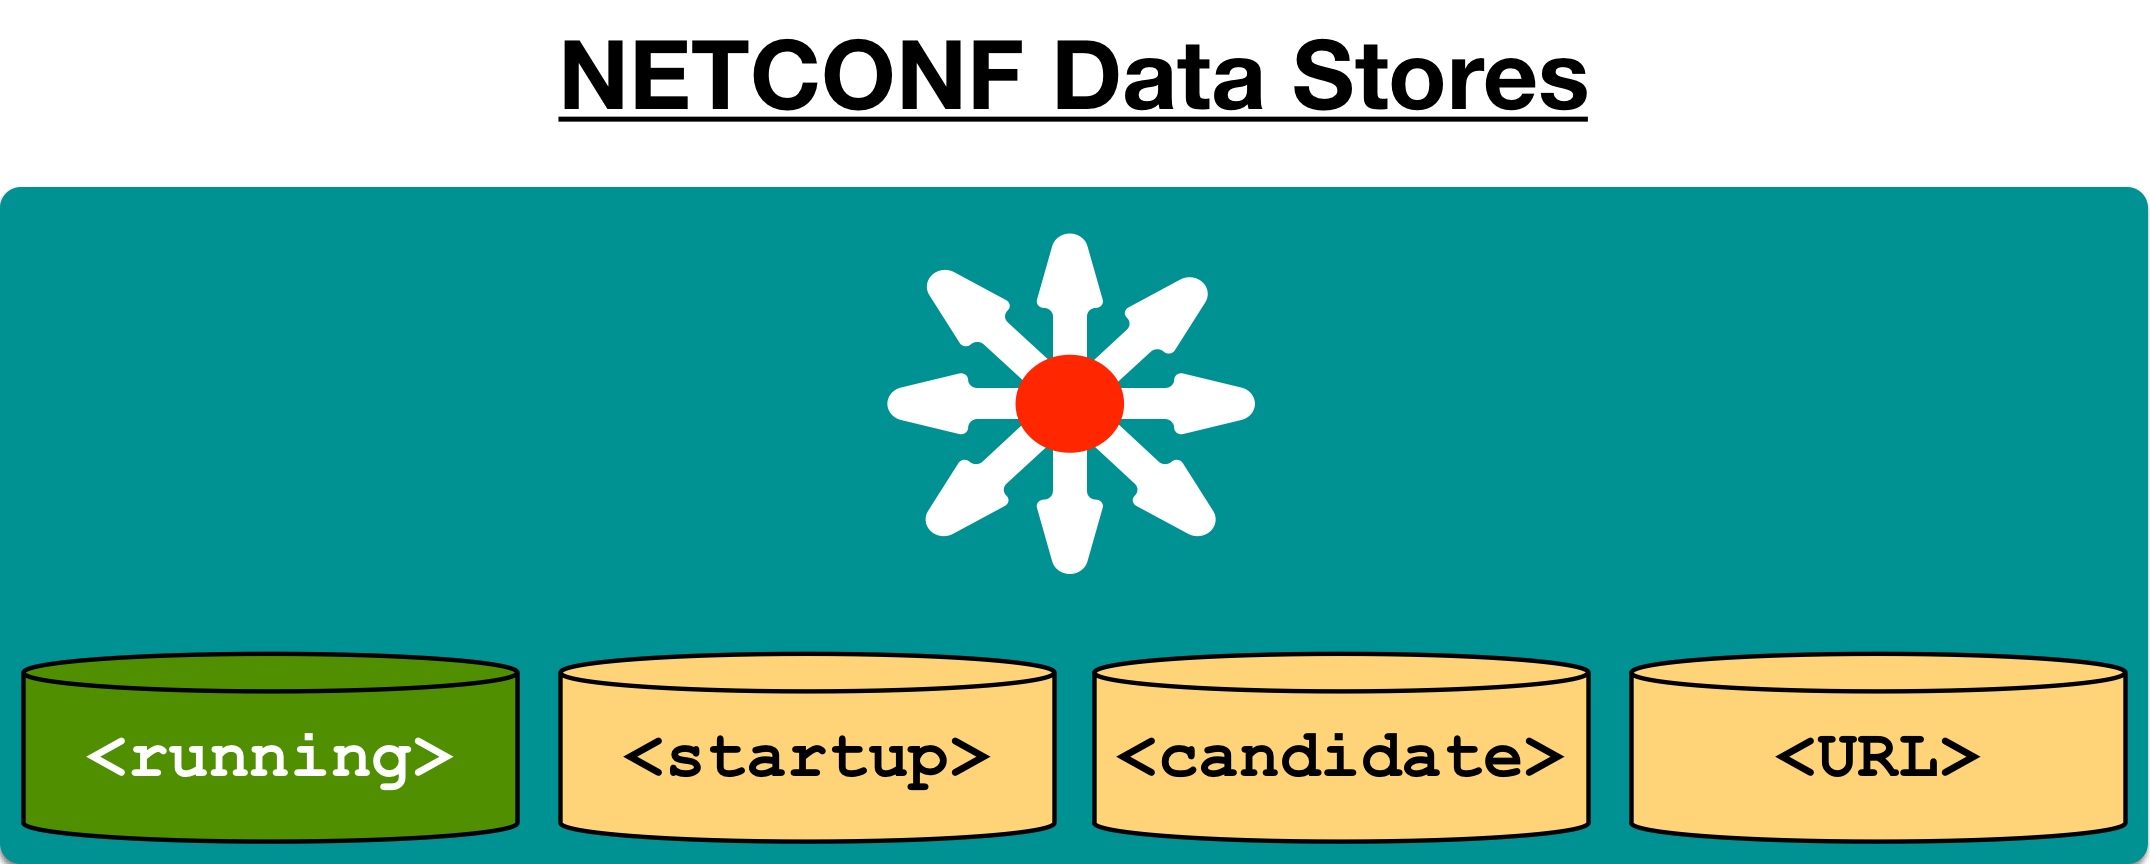 NETCONF Data Stores
<running> <startup> <candidate> <URL>